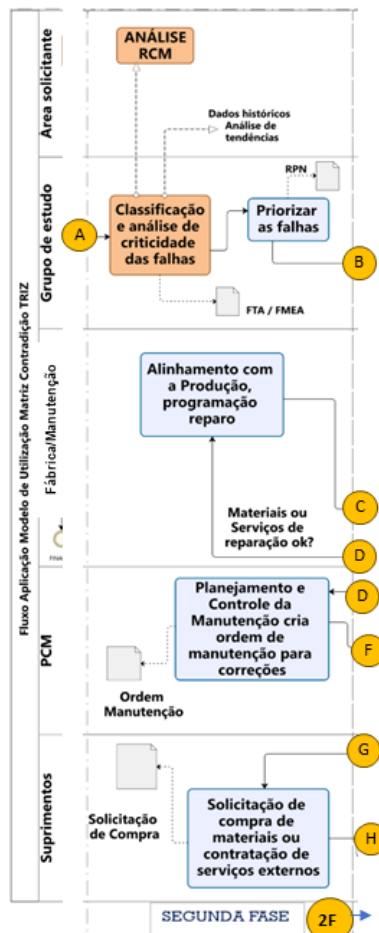 Fluxo Aplicação Modelo de Utilização Matriz Contradição TRIZ
Área solicitante
ANÁLISE
RCM
Dados históricos
Análise de
tendências
Grupo de estudo
A
Classificação
e análise de
criticidade
das falhas
RPN
Priorizar
as falhas
B
FTA / FMEA
Fábrica/Manutenção
Alinhamento com
a Produção,
programação
reparo
C
Materiais ou
Serviços de
reparação ok?
D
FINA
PCM
Planejamento e
Controle da
Manutenção cria
ordem de
manutenção para
correções
D
F
Ordem
Manutenção
Suprimentos
G
Solicitação
de Compra
Solicitação de
compra de
materiais ou
contratação de
serviços externos
H
SEGUNDA FASE
2F